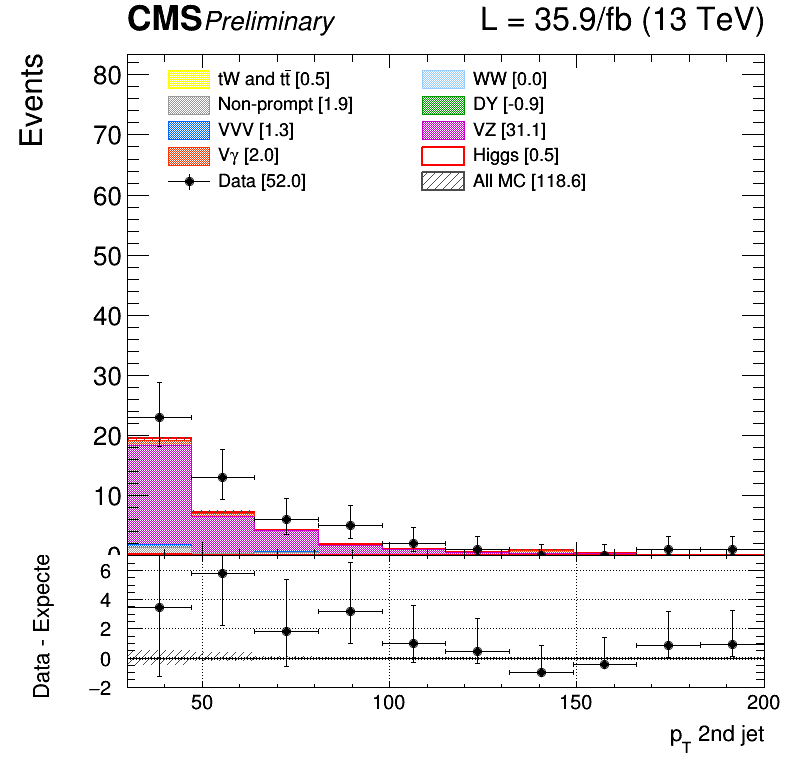 CMS Preliminary L = 35.9/fb (13 TeV)
Events
80
70
60
50
40
30
20
10
0
tW and tt̄ [0.5]
WW [0.0]
Non-prompt [1.9]
DY [-0.9]
VVV [1.3]
VZ [31.1]
Vγ [2.0]
Higgs [0.5]
Data [52.0]
All MC [118.6]
Data - Expecte
6
4
2
0
−2
50 100 150 200
p_T 2nd jet